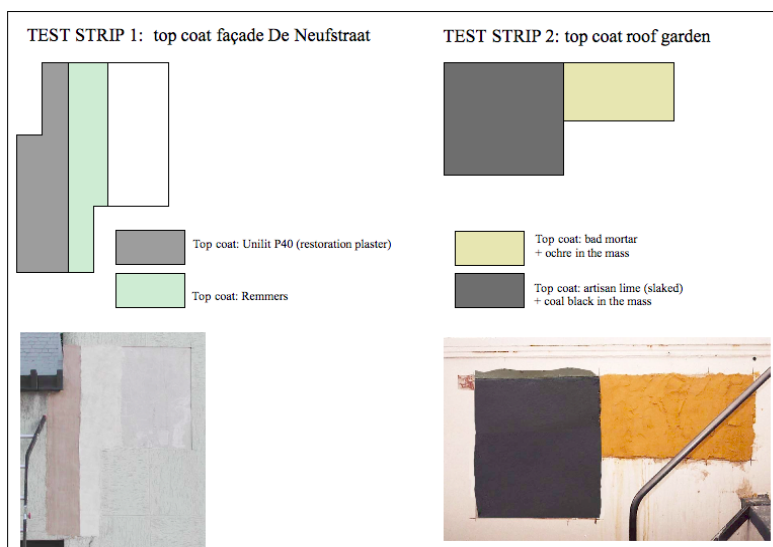 TEST STRIP 1: top coat façade De Neufstraat
TEST STRIP 2: top coat roof garden
Top coat: Unilit P40 (restoration plaster)
Top coat: Remmers
Top coat: bad mortar
+ ochre in the mass
Top coat: artisan lime (slaked)
+ coal black in the mass